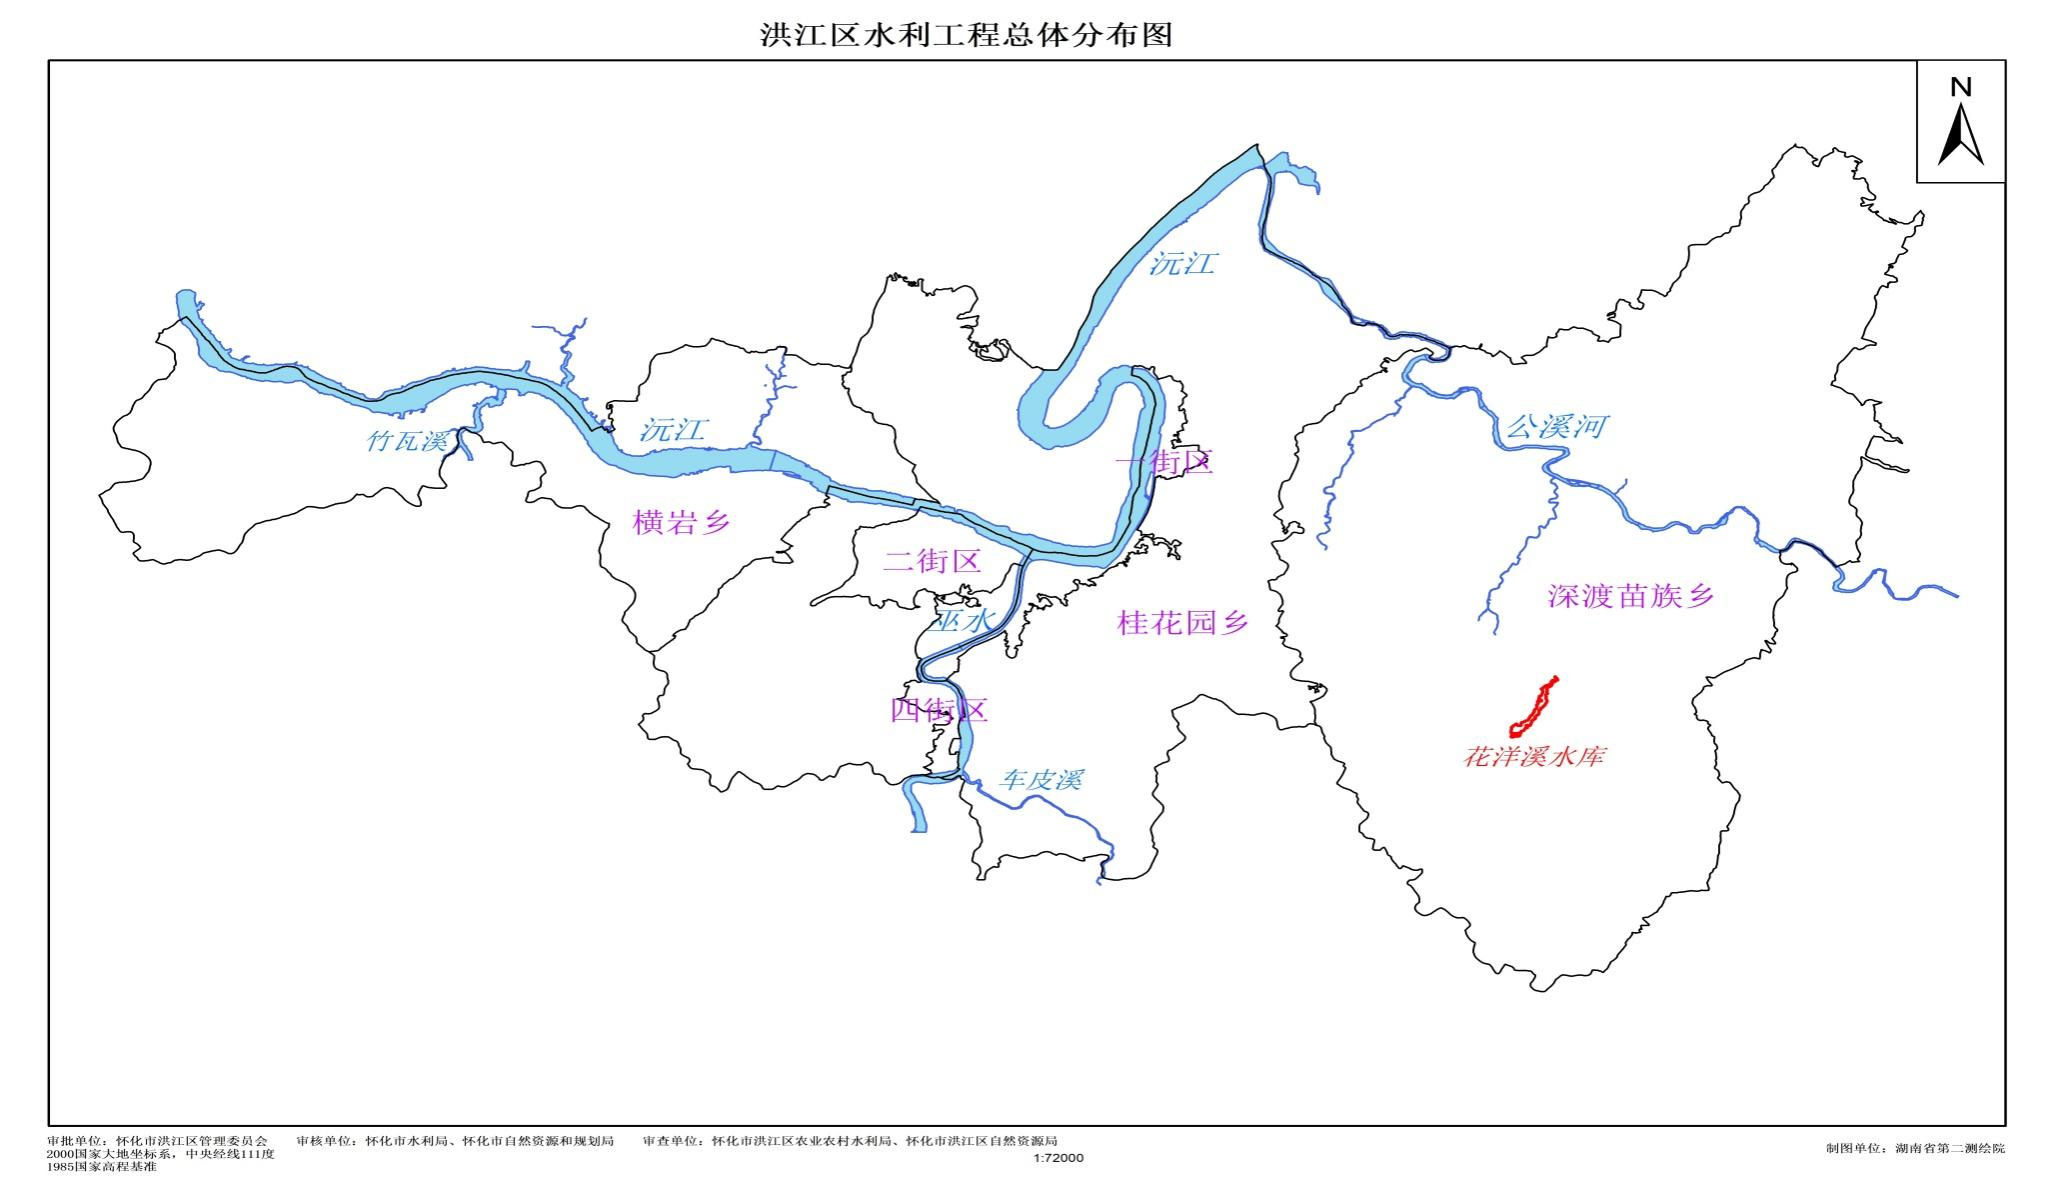 洪江区水利工程总体分布图
N
沅江
公溪河
沅江
竹瓦溪
一街区
横岩乡
二街区
深渡苗族乡
巫水
桂花园乡
四街区
花洋溪水库
车皮溪
审批单位：怀化市洪江区管理委员会 审核单位：怀化市水利局、怀化市自然资源和规划局 审查单位：怀化市洪江区农业农村水利局、怀化市洪江区自然资源局
2000国家大地坐标系，中央经线111度
1985国家高程基准
1:72000
制图单位：湖南省第二测绘院